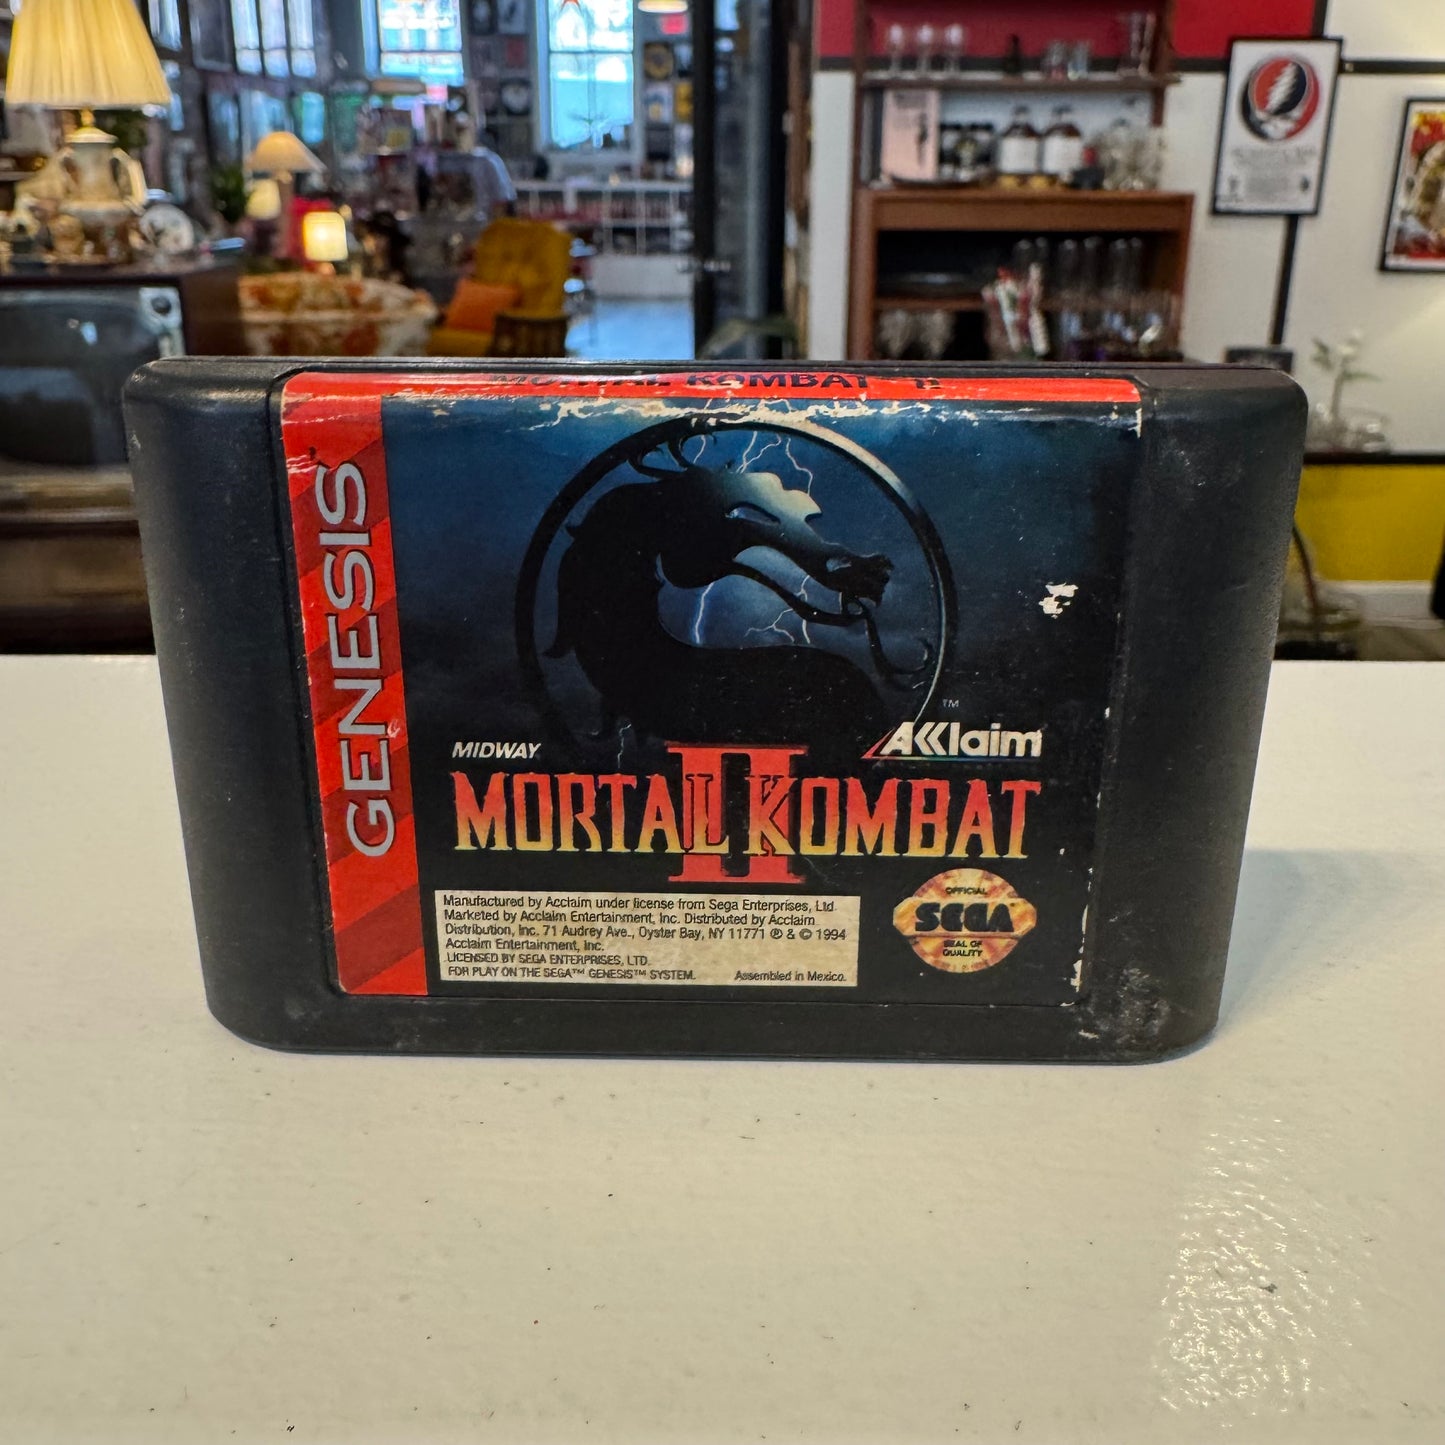 MORTAL KOMBAT II
GENESIS
TM
MIDWAY
AKKlaim
II
MORTAL KOMBAT
Manufactured by Acclaim under license from Sega Enterprises, Ltd.
Marketed by Acclaim Entertainment, Inc. Distributed by Acclaim
Distribution, Inc. 71 Audrey Ave., Oyster Bay, NY 11771 ® & © 1994
Acclaim Entertainment, Inc.
LICENSED BY SEGA ENTERPRISES, LTD.
FOR PLAY ON THE SEGA™ GENESIS™ SYSTEM. Assembled in Mexico.
OFFICIAL
SEGA
SEAL OF
QUALITY